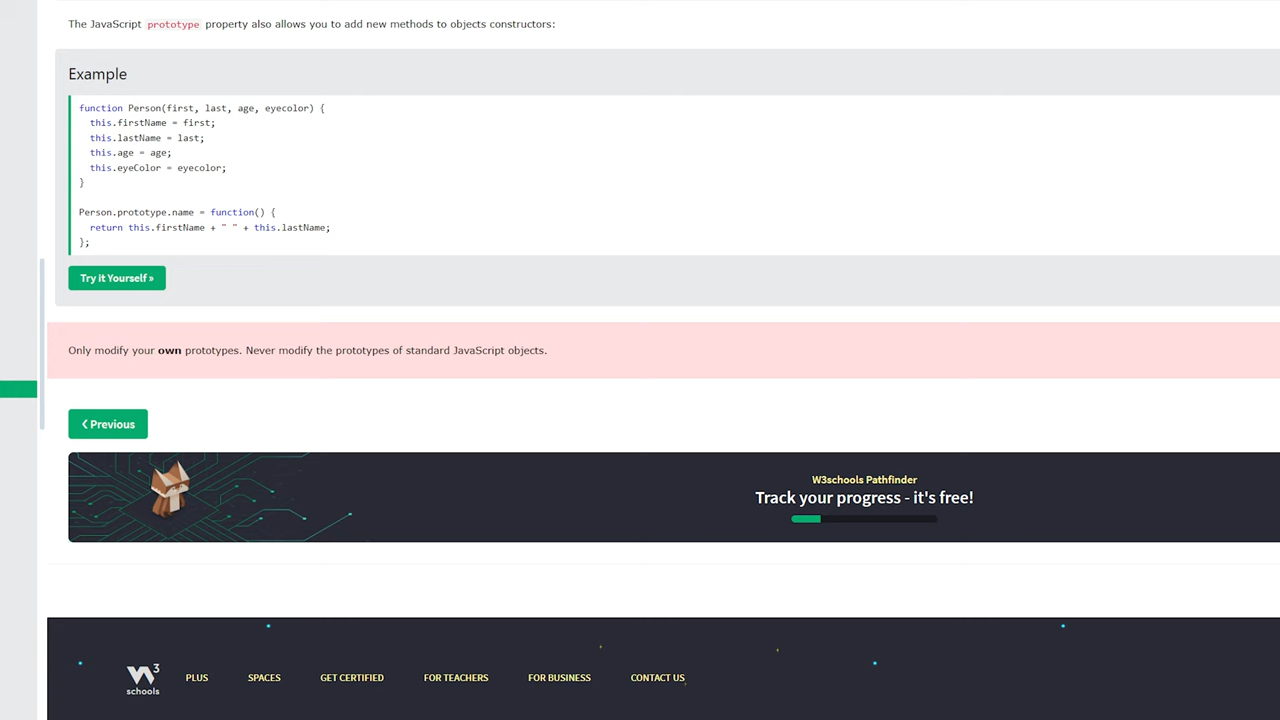 The JavaScript prototype property also allows you to add new methods to objects constructors:
Example
function Person(first, last, age, eyecolor) {
  this.firstName = first;
  this.lastName = last;
  this.age = age;
  this.eyeColor = eyecolor;
}
Person.prototype.name = function() {
  return this.firstName + " " + this.lastName;
};
Try it Yourself »
Only modify your own prototypes. Never modify the prototypes of standard JavaScript objects.
❮ Previous
W3schools Pathfinder
Track your progress - it's free!
W3 schools PLUS SPACES GET CERTIFIED FOR TEACHERS FOR BUSINESS CONTACT US